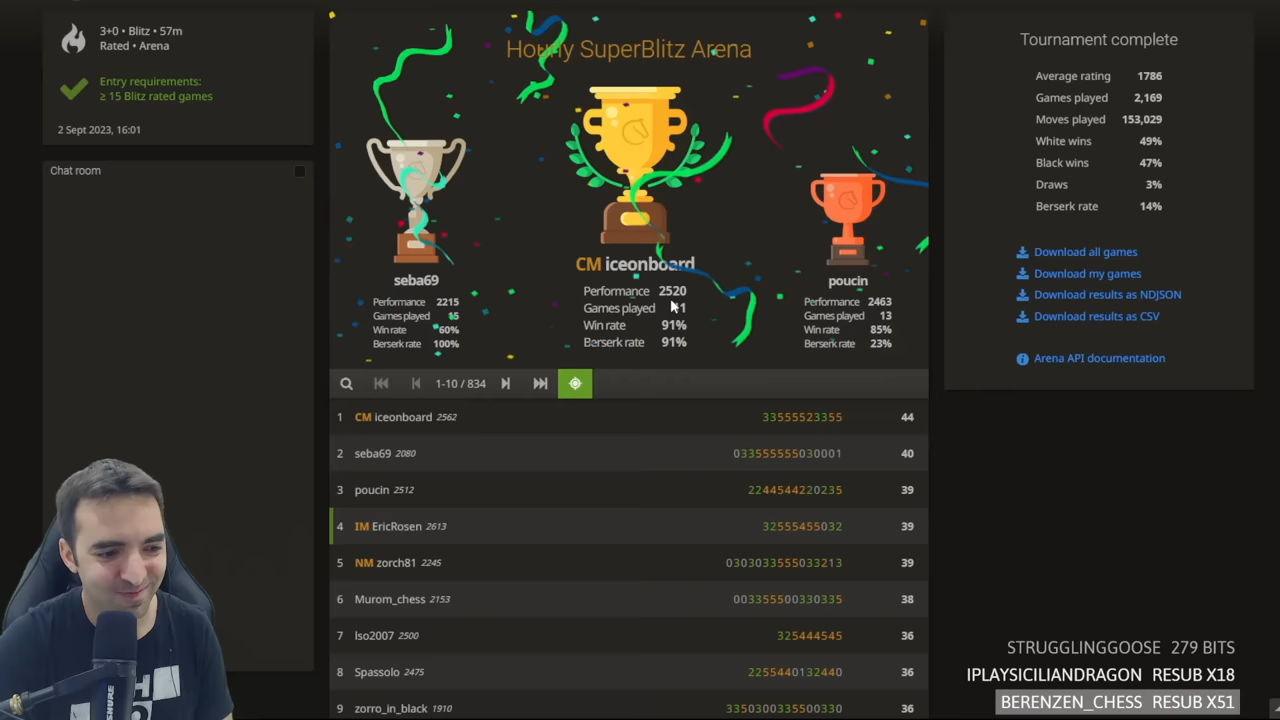 3+0 • Blitz • 57m
Rated • Arena
Entry requirements:
≥ 15 Blitz rated games
2 Sept 2023, 16:01
Chat room
Hourly SuperBlitz Arena
seba69
Performance 2215
Games played 15
Win rate 60%
Berserk rate 100%
CM iceonboard
Performance 2520
Games played
Win rate 91%
Berserk rate 91%
poucin
Performance 2463
Games played 13
Win rate 85%
Berserk rate 23%
1-10 / 834
1 CM iceonboard 2562 33555523355 44
2 seba69 2080 033555555030001 40
3 poucin 2512 2244544220235 39
4 IM EricRosen 2613 32555455032 39
5 NM zorch81 2245 0303033555033213 39
6 Murom_chess 2153 003355500330335 38
7 Iso2007 2500 325444545 36
8 Spassolo 2475 2255440132440 36
9 zorro_in_black 1910 3350300335500330 36
Tournament complete
Average rating 1786
Games played 2,169
Moves played 153,029
White wins 49%
Black wins 47%
Draws 3%
Berserk rate 14%
Download all games
Download my games
Download results as NDJSON
Download results as CSV
Arena API documentation
STRUGGLINGGOOSE 279 BITS
IPLAYSICILIANDRAGON RESUB X18
BERENZEN_CHESS RESUB X51
SHURE